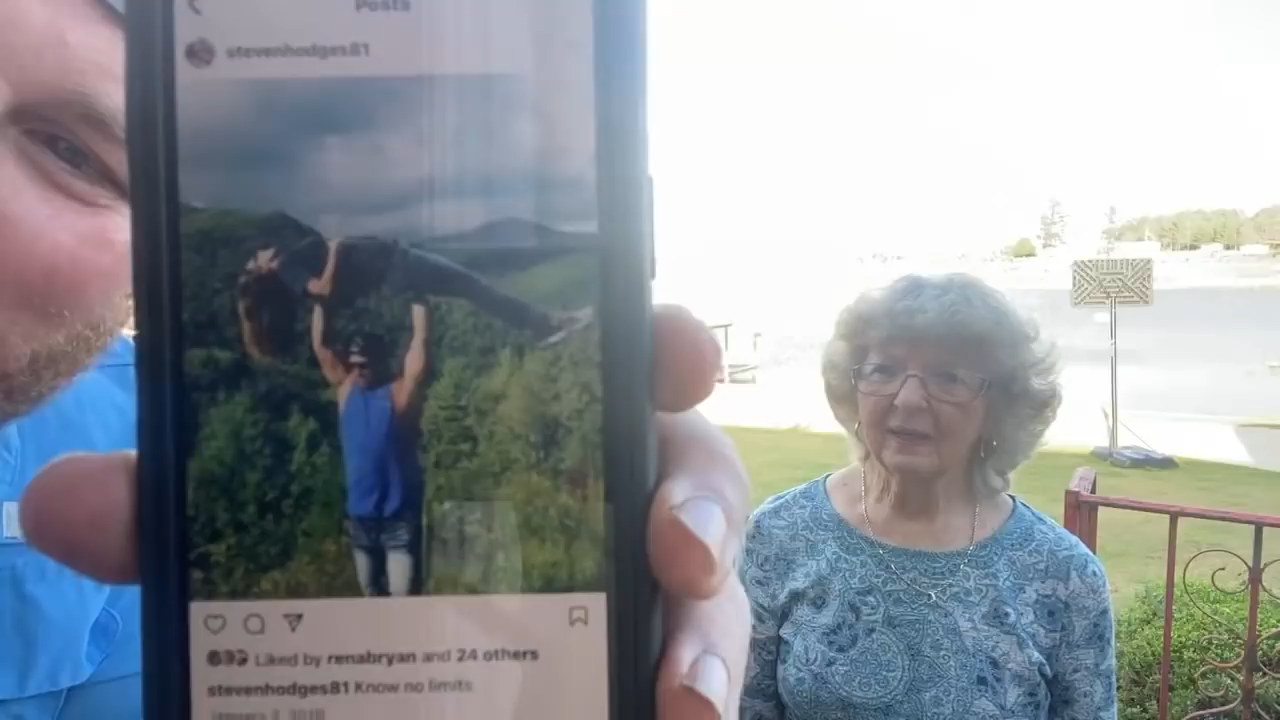 Posts
stevenhodges81
Liked by renabryan and 24 others
stevenhodges81 Know no limits